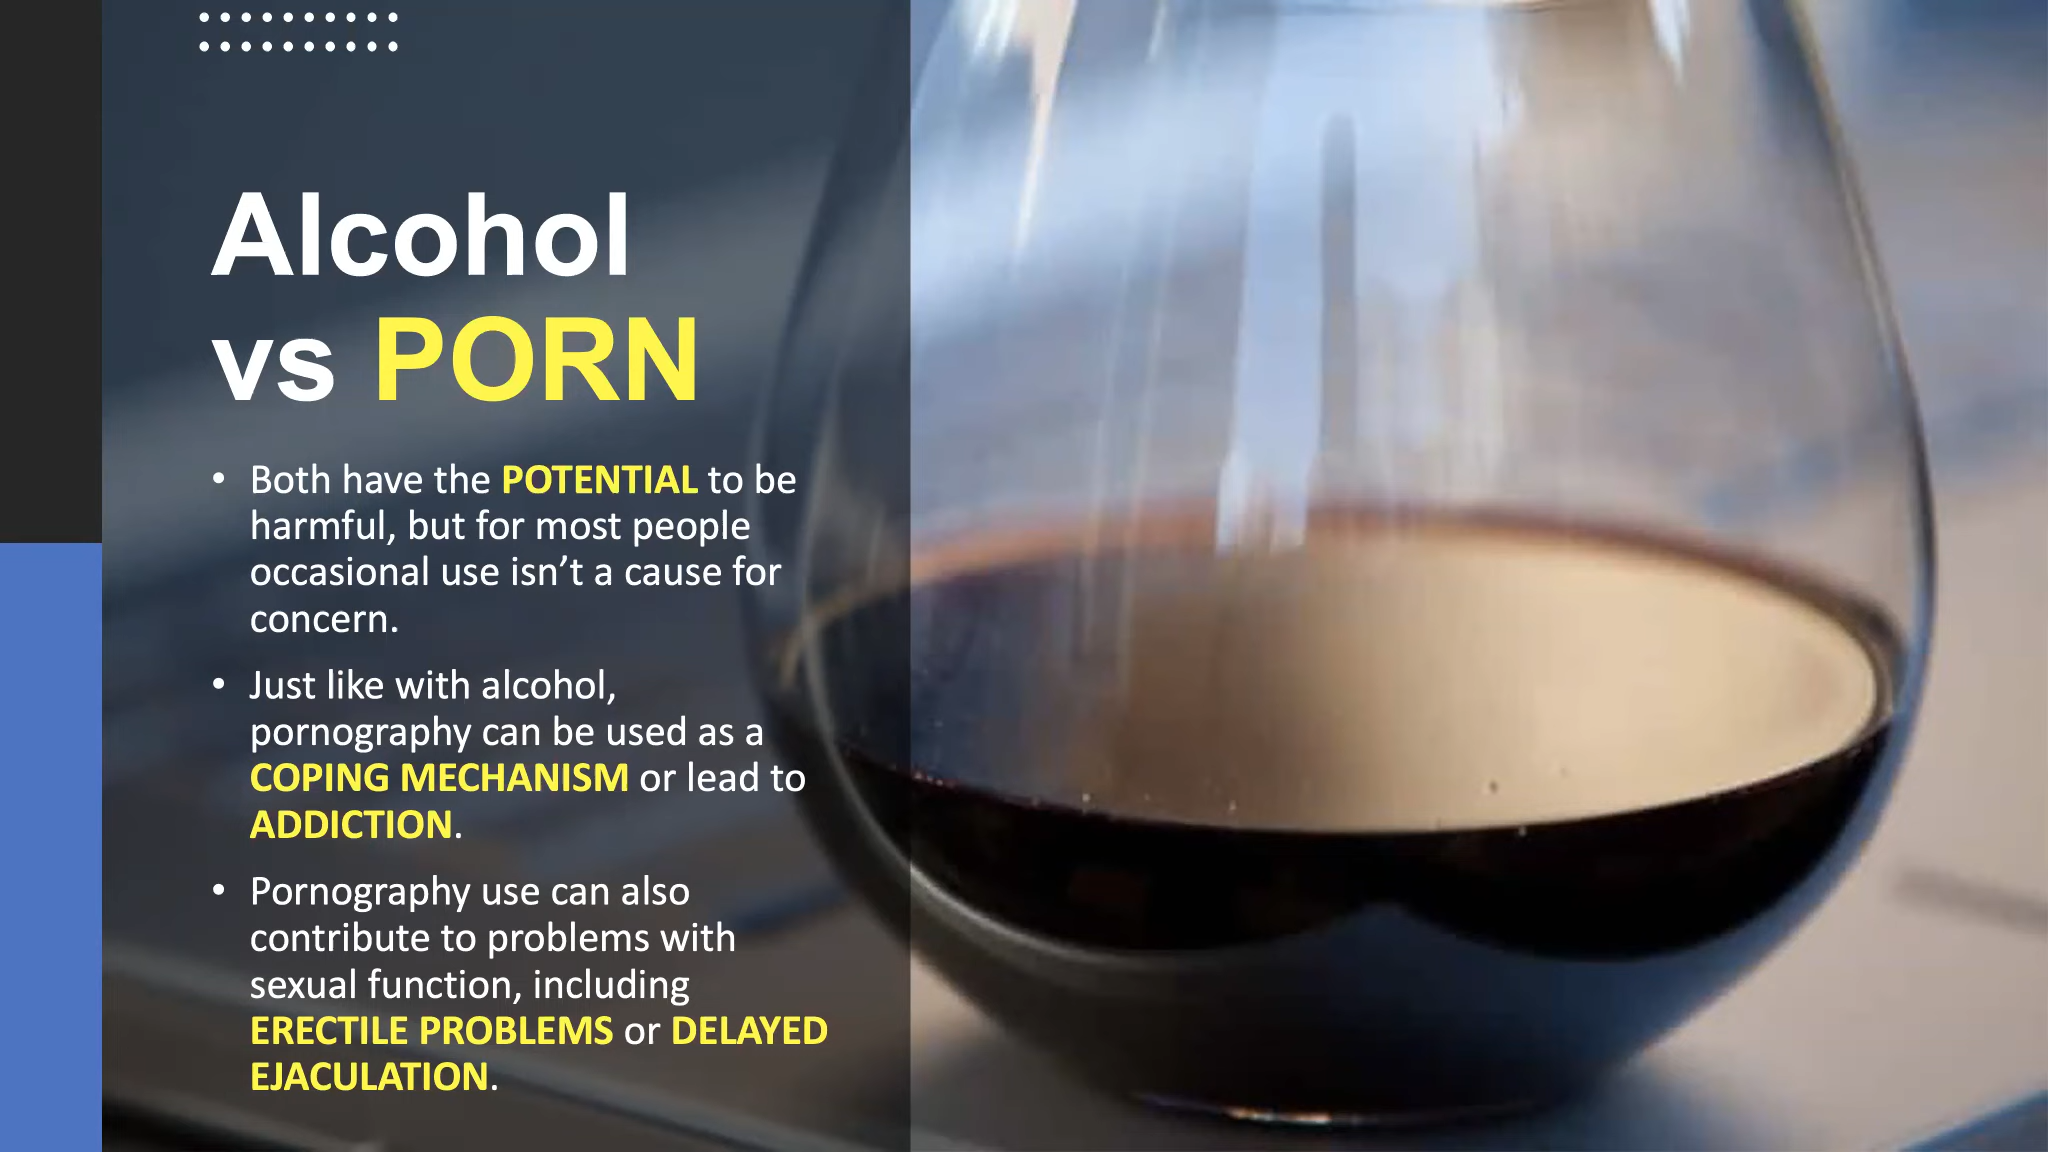 Alcohol
vs PORN
• Both have the POTENTIAL to be
harmful, but for most people
occasional use isn’t a cause for
concern.
• Just like with alcohol,
pornography can be used as a
COPING MECHANISM or lead to
ADDICTION.
• Pornography use can also
contribute to problems with
sexual function, including
ERECTILE PROBLEMS or DELAYED
EJACULATION.